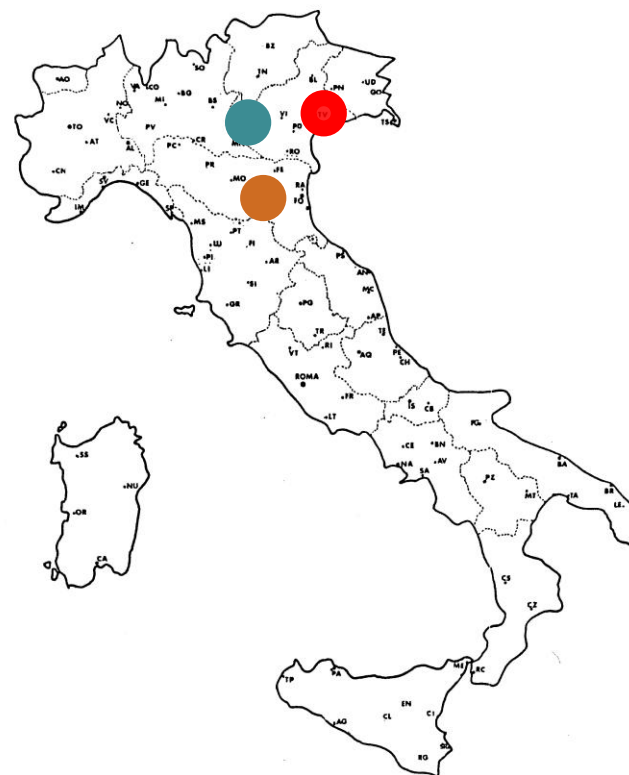 BZ
SO
TN
BL
AO
VA
CO
BG
PN
UD
GO
NO
MI
BS
TV
TS
VC
VI
TO
PV
PD
AT
AL
PC
CR
MN
RO
PR
FE
CN
MO
RA
SV
GE
FO
IM
SP
MS
PT
LU
FI
PS
PI
LI
AR
AN
SI
MC
GR
PG
AP
TR
TE
VT
RI
AQ
PE
CH
ROMA
FR
IS
CB
LT
FG
CE
BN
SS
NA
AV
BA
SA
PZ
NU
MT
TA
BR
LE
OR
CA
CS
CZ
ME
RC
TP
PA
EN
AG
CL
RG